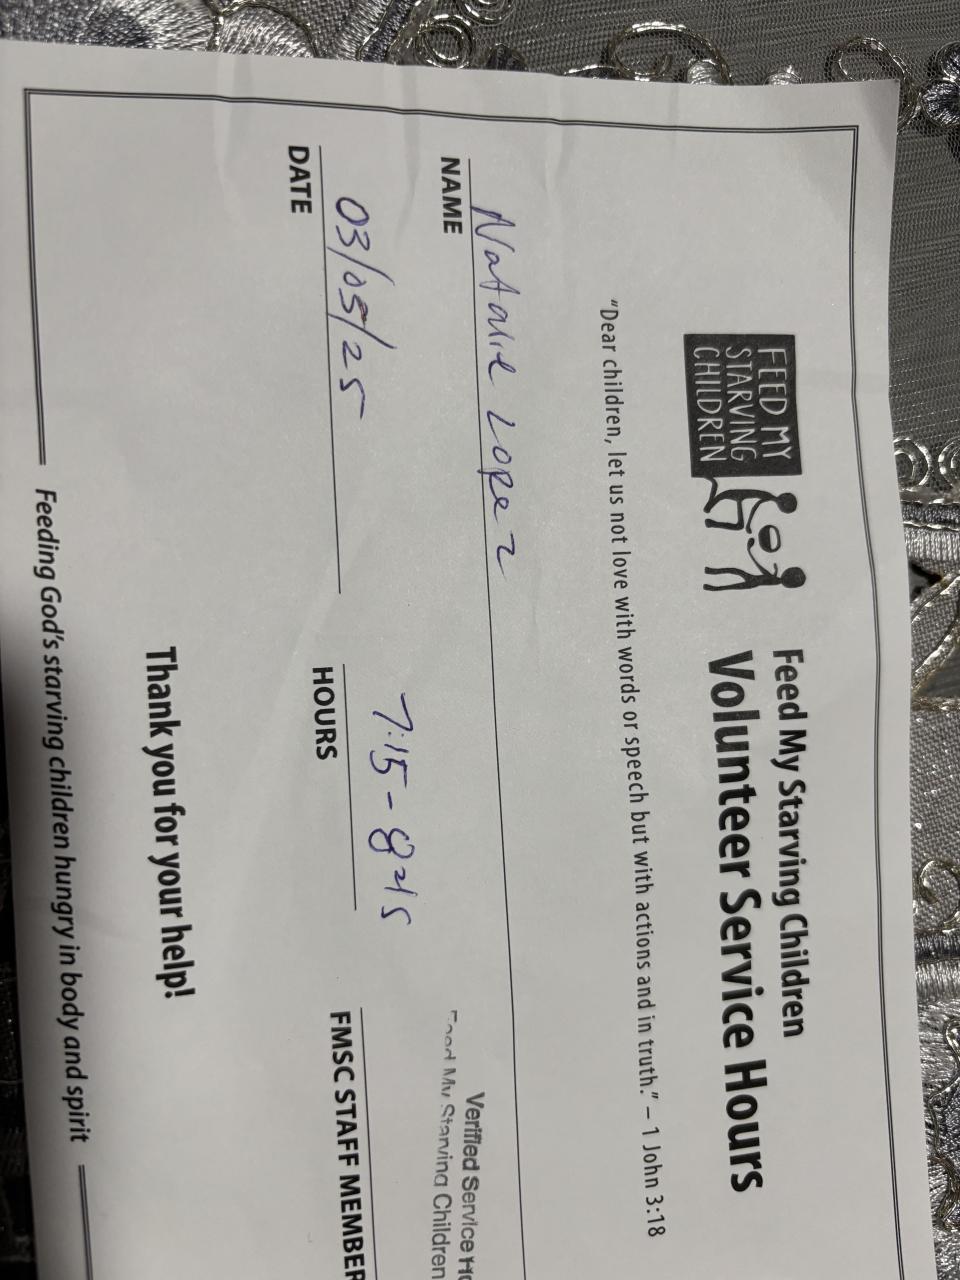 FEED MY
STARVING
CHILDREN
Feed My Starving Children
Volunteer Service Hours
"Dear children, let us not love with words or speech but with actions and in truth." – 1 John 3:18
Natalie Lopez
NAME
Verified Service
Feed My Starving Children
03/05/25
7:15 - 8:45
DATE
HOURS
FMSC STAFF MEMBER
Thank you for your help!
Feeding God's starving children hungry in body and spirit